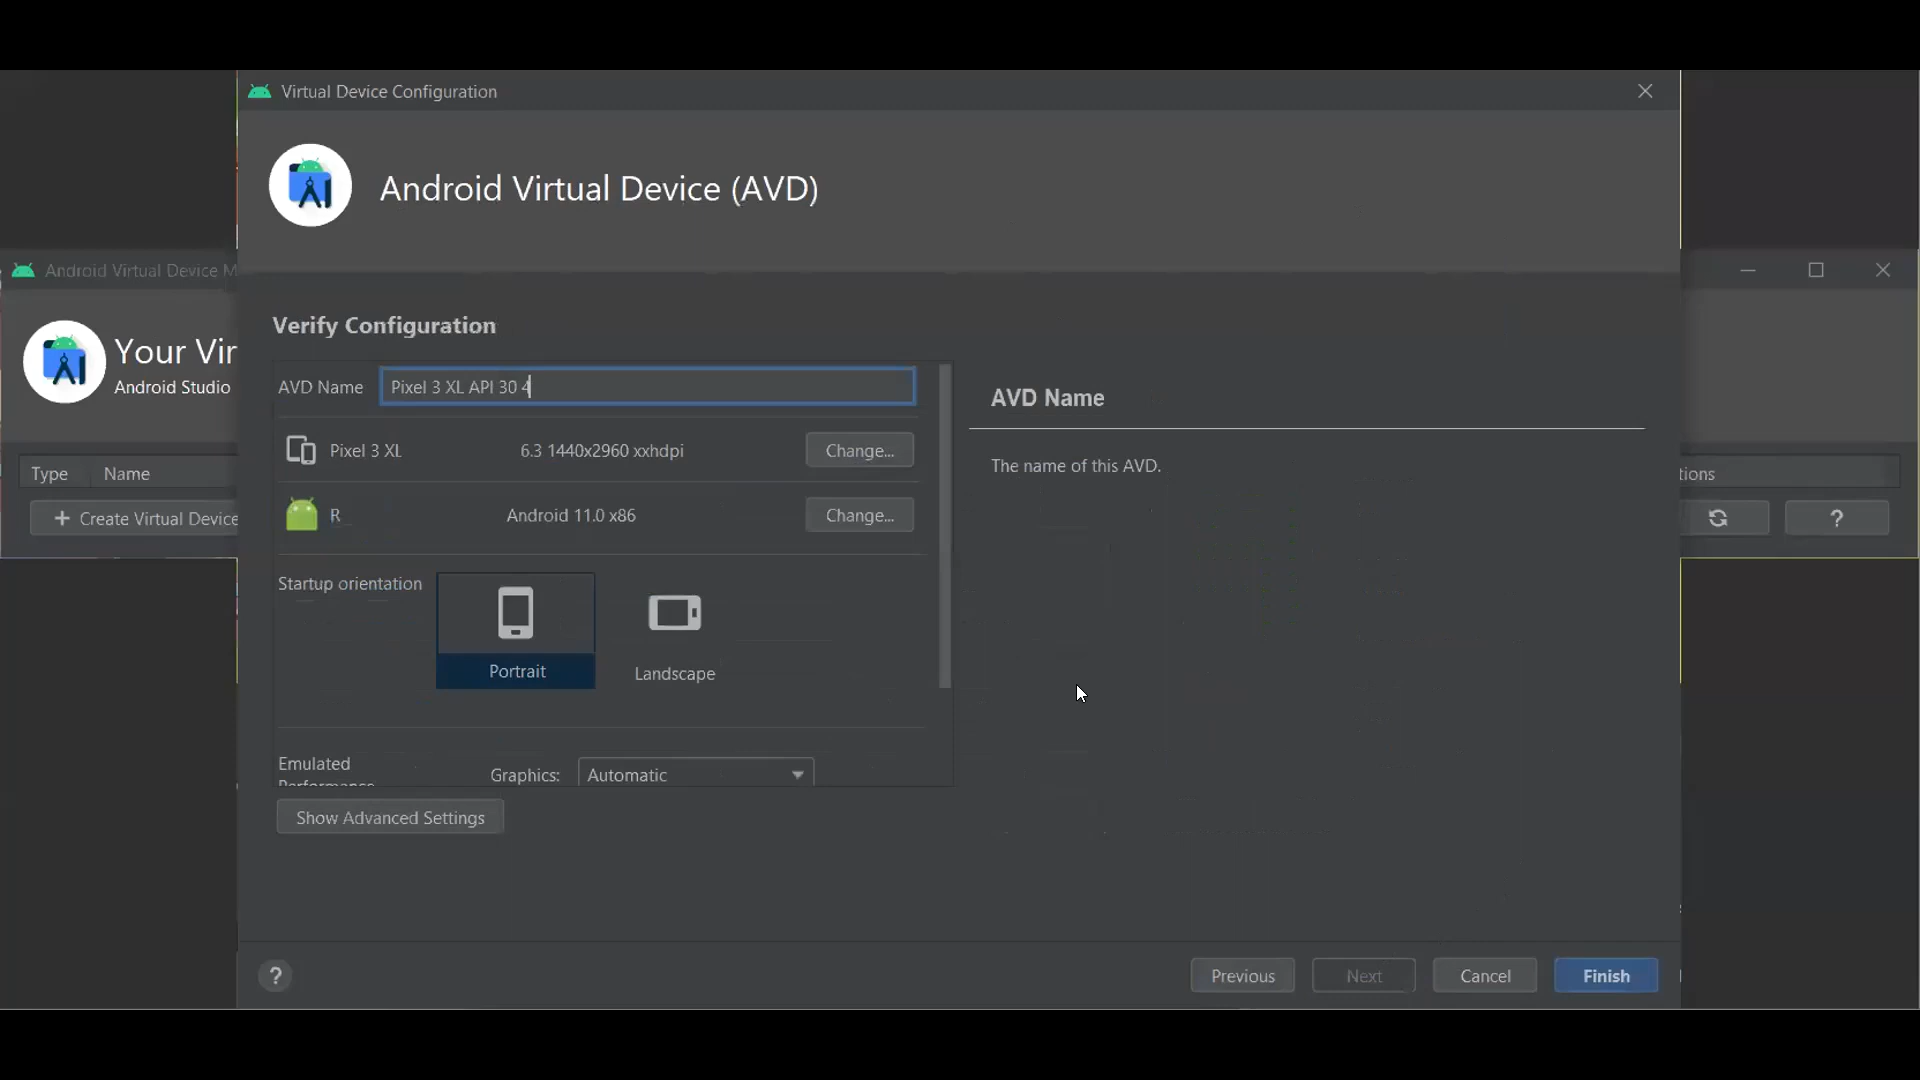 Virtual Device Configuration
Android Virtual Device (AVD)
Android Virtual Device M
Your Vir
Android Studio
Type Name
+ Create Virtual Device
tions
?
Verify Configuration
AVD Name Pixel 3 XL API 30 4
Pixel 3 XL 6.3 1440x2960 xxhdpi Change...
R Android 11.0 x86 Change...
Startup orientation
Portrait
Landscape
Emulated
Performance
Graphics: Automatic
Show Advanced Settings
AVD Name
The name of this AVD.
?
Previous Next Cancel Finish